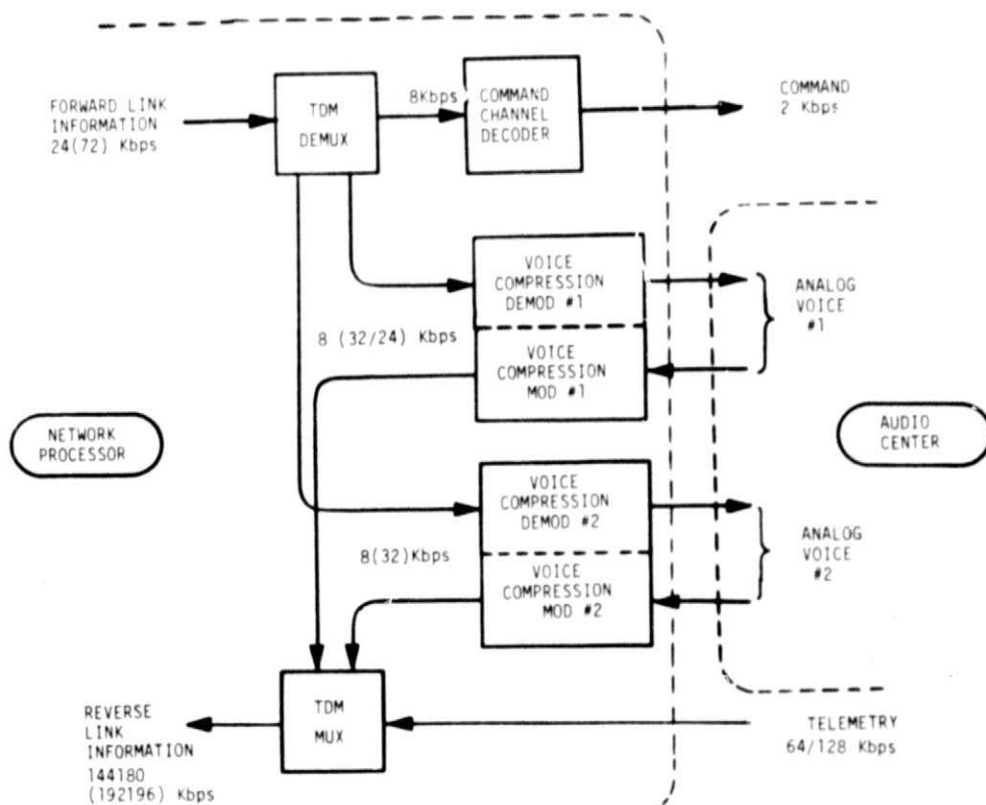 FORWARD LINK
INFORMATION
24(72) Kbps
TDM
DEMUX
8Kbps
COMMAND
CHANNEL
DECODER
COMMAND
2 Kbps
VOICE
COMPRESSION
DEMOD #1
8 (32/24) Kbps
VOICE
COMPRESSION
MOD #1
ANALOG
VOICE
#1
NETWORK
PROCESSOR
AUDIO
CENTER
VOICE
COMPRESSION
DEMOD #2
8(32)Kbps
VOICE
COMPRESSION
MOD #2
ANALOG
VOICE
#2
REVERSE
LINK
INFORMATION
144180
(192196) Kbps
TDM
MUX
TELEMETRY
64/128 Kbps